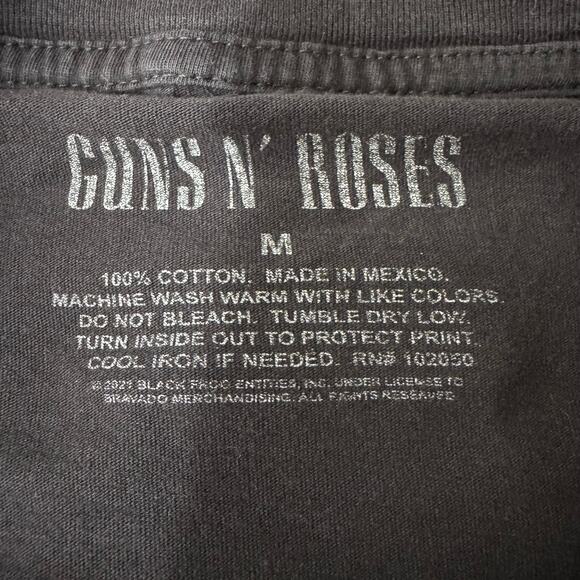 GUNS N' ROSES
M
100% COTTON. MADE IN MEXICO.
MACHINE WASH WARM WITH LIKE COLORS.
DO NOT BLEACH. TUMBLE DRY LOW.
TURN INSIDE OUT TO PROTECT PRINT.
COOL IRON IF NEEDED. RN# 102050
© 2021 BLACK FROG ENTITIES, INC. UNDER LICENSE TO
BRAVADO MERCHANDISING. ALL RIGHTS RESERVED